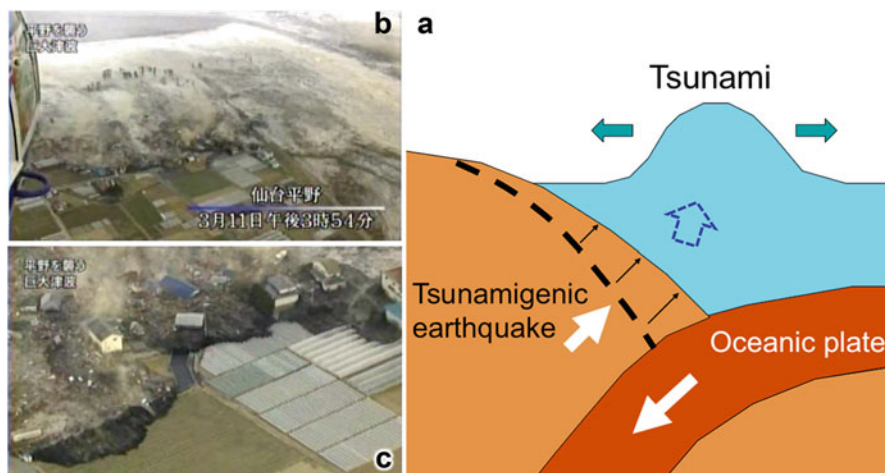 平野を襲う
巨大津波
b
仙台平野
3月11日午後3時54分
平野を襲う
巨大津波
c
a
Tsunami
Tsunamigenic
earthquake
Oceanic plate